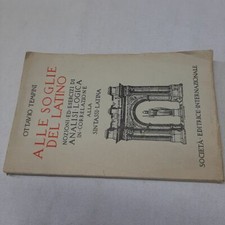 OTTAVIO TEMPINI
ALLE SOGLIE
DEL LATINO
NOZIONI ED ESERCIZI DI
ANALISI LOGICA
IN CORRELAZIONE
ALLA
SINTASSI LATINA
SOCIETÀ EDITRICE INTERNAZIONALE